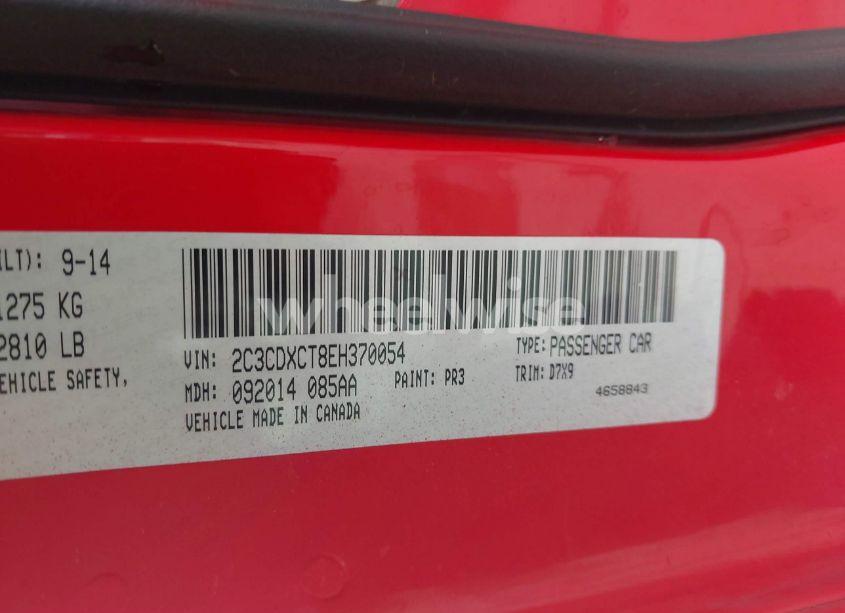 ILT): 9-14
1275 KG
2810 LB
EHICLE SAFETY,
VIN: 2C3CDXCT8EH370054
TYPE: PASSENGER CAR
MDH: 092014 085AA
PAINT: PR3
TRIM: D7X9
VEHICLE MADE IN CANADA
4658843
wheelwise